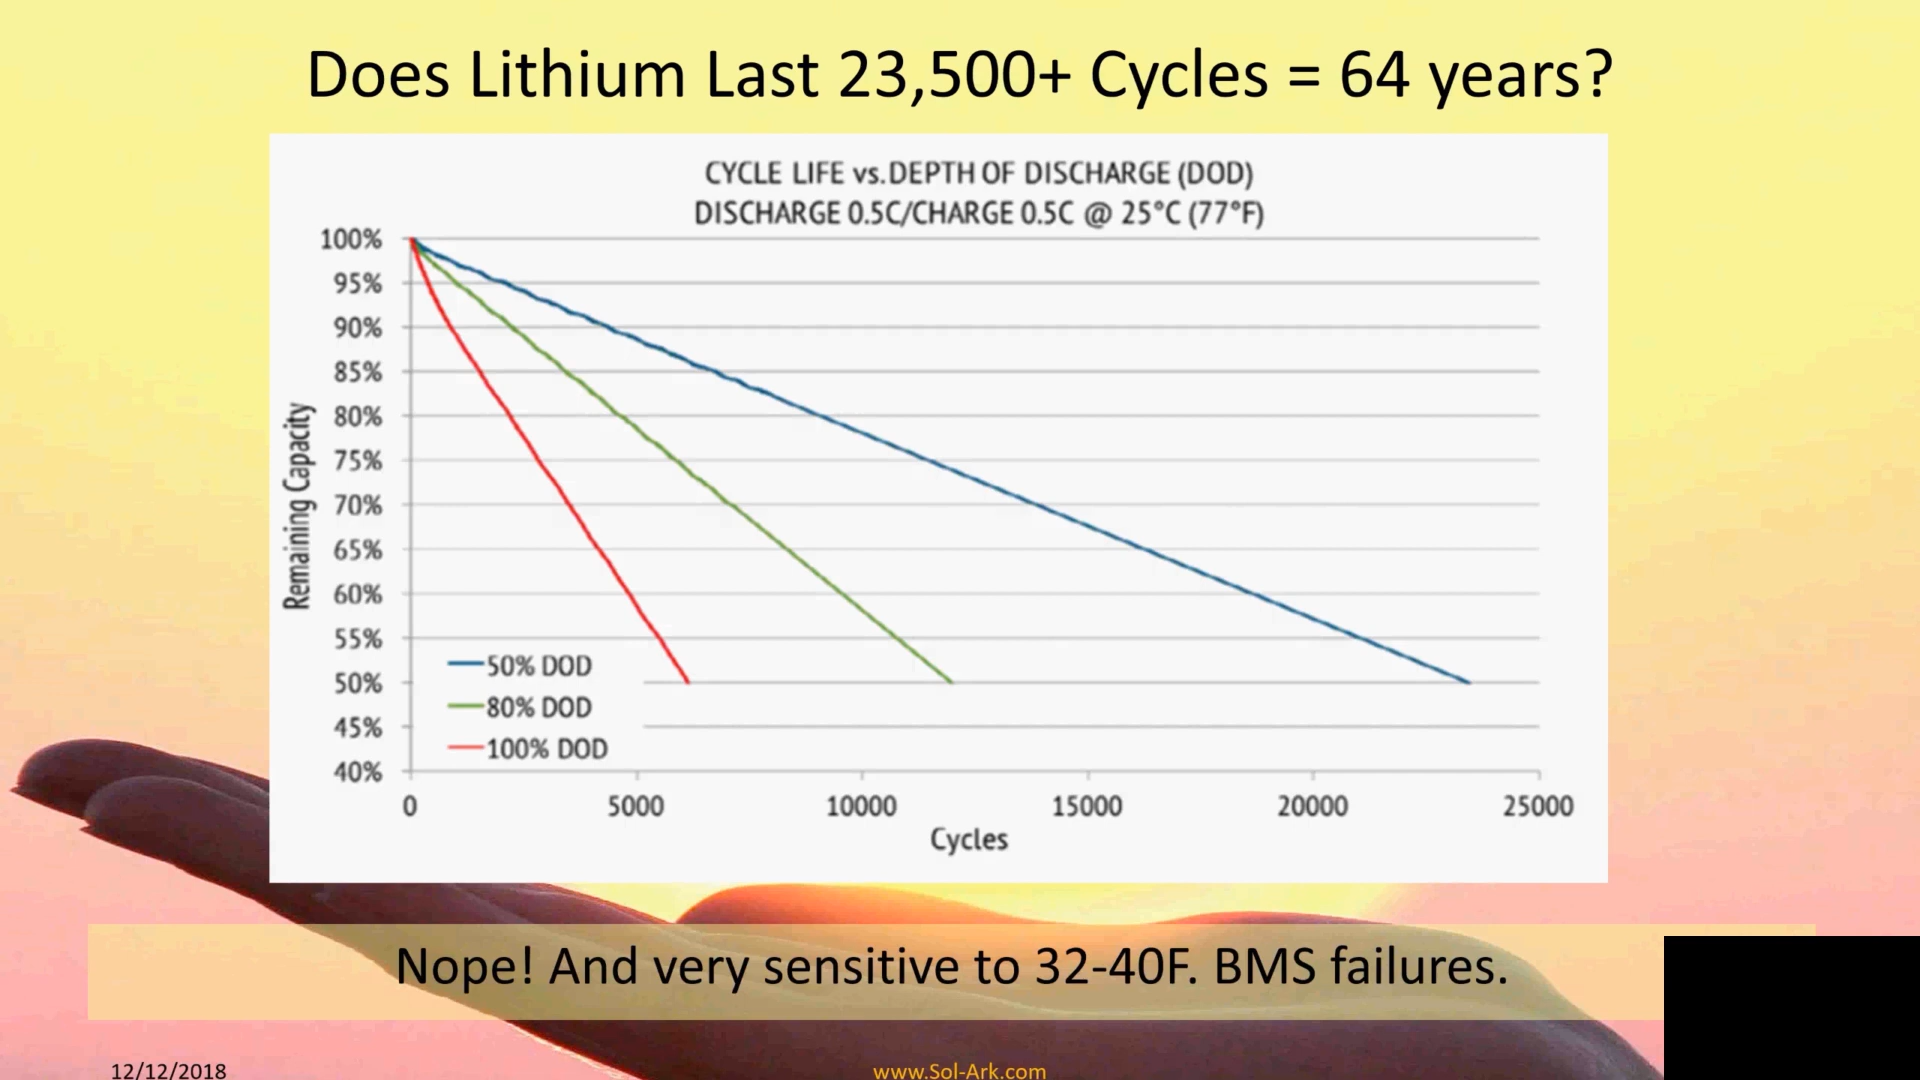 Does Lithium Last 23,500+ Cycles = 64 years?
CYCLE LIFE vs. DEPTH OF DISCHARGE (DOD)
DISCHARGE 0.5C/CHARGE 0.5C @ 25°C (77°F)
Remaining Capacity
100%
95%
90%
85%
80%
75%
70%
65%
60%
55%
50%
45%
40%
50% DOD
80% DOD
100% DOD
0 5000 10000 15000 20000 25000
Cycles
Nope! And very sensitive to 32-40F. BMS failures.
12/12/2018
www.Sol-Ark.com